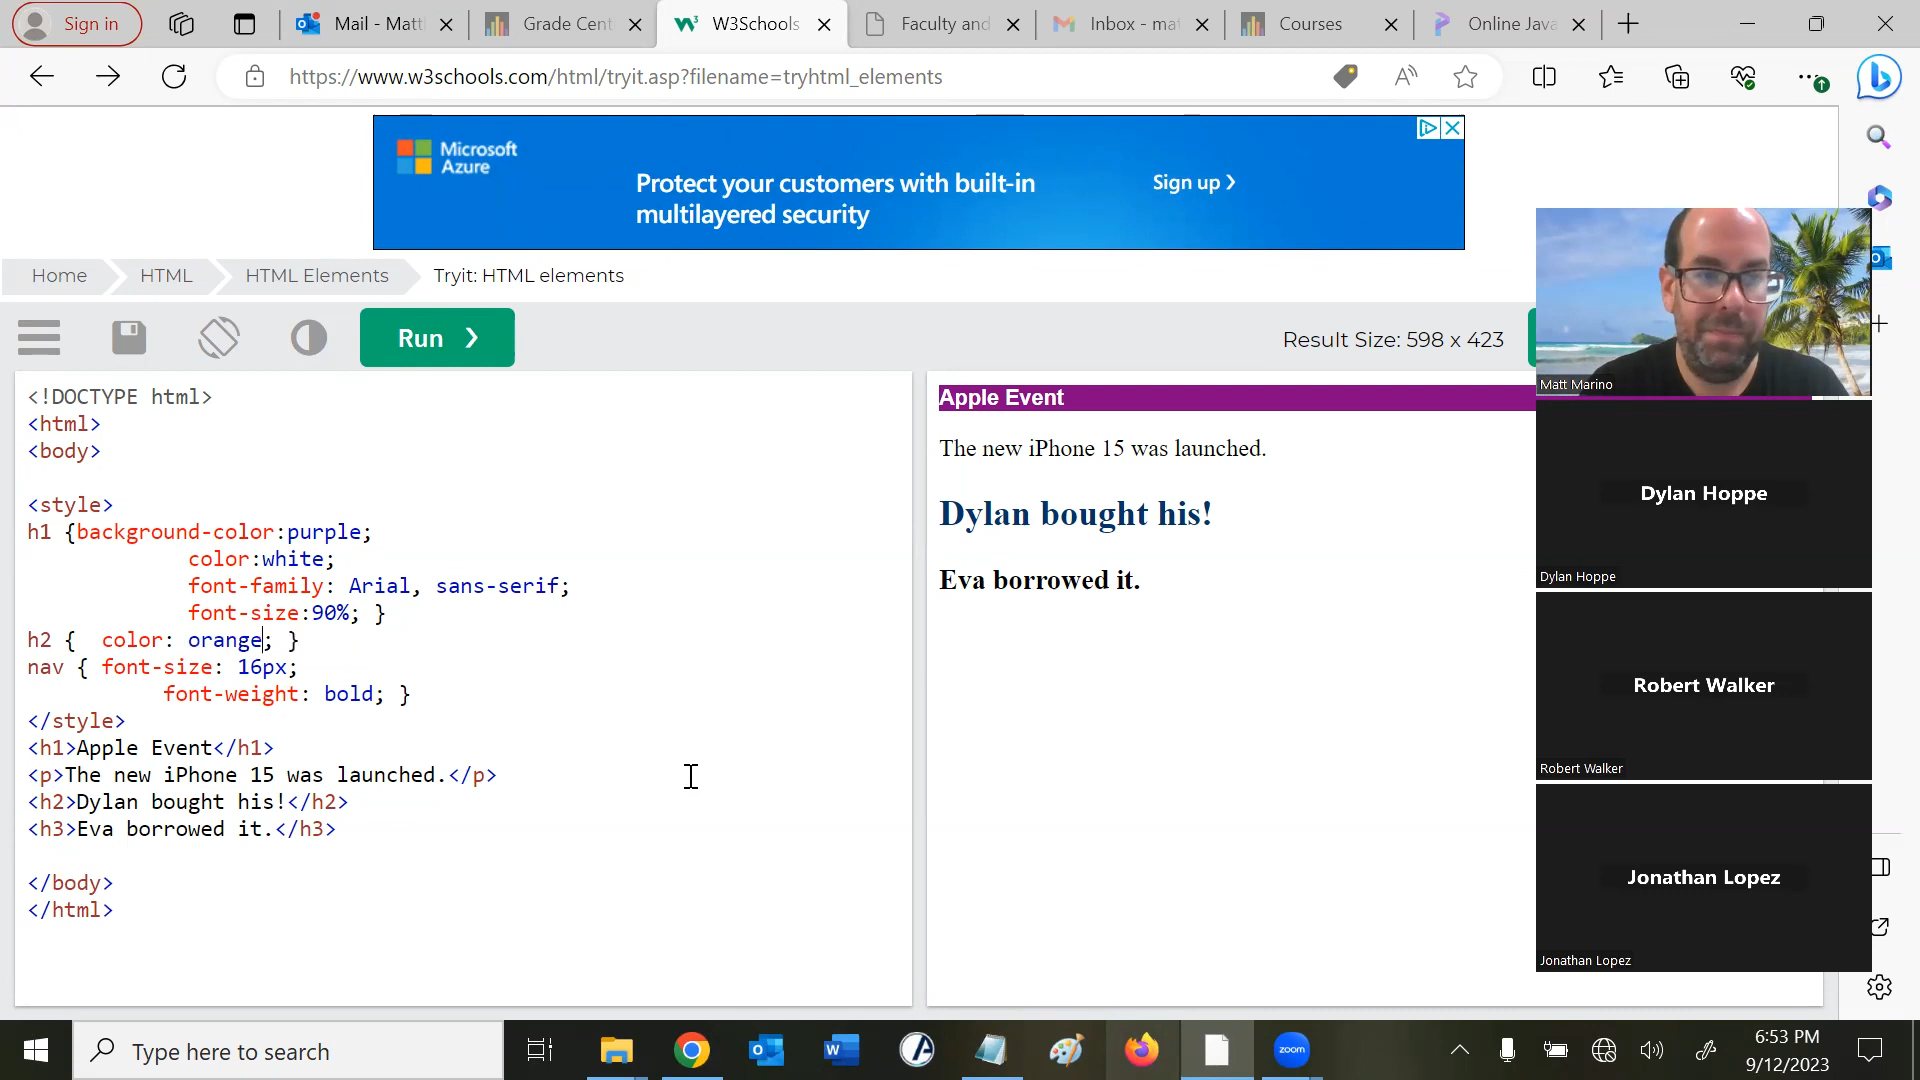 Sign in
Mail - Matt
Grade Cent
W3Schools
Faculty and
Inbox - mat
Courses
Online Java
https://www.w3schools.com/html/tryit.asp?filename=tryhtml_elements
Microsoft
Azure
Protect your customers with built-in
multilayered security
Sign up ❯
Home
HTML
HTML Elements
Tryit: HTML elements
Run ❯
Result Size: 598 x 423
<!DOCTYPE html>
<html>
<body>
<style>
h1 {background-color:purple;
color:white;
font-family: Arial, sans-serif;
font-size:90%; }
h2 {  color: orange; }
nav { font-size: 16px;
font-weight: bold; }
</style>
<h1>Apple Event</h1>
<p>The new iPhone 15 was launched.</p>
<h2>Dylan bought his!</h2>
<h3>Eva borrowed it.</h3>
</body>
</html>
Apple Event
The new iPhone 15 was launched.
Dylan bought his!
Eva borrowed it.
Matt Marino
Dylan Hoppe
Dylan Hoppe
Robert Walker
Robert Walker
Jonathan Lopez
Jonathan Lopez
Type here to search
zoom
6:53 PM
9/12/2023